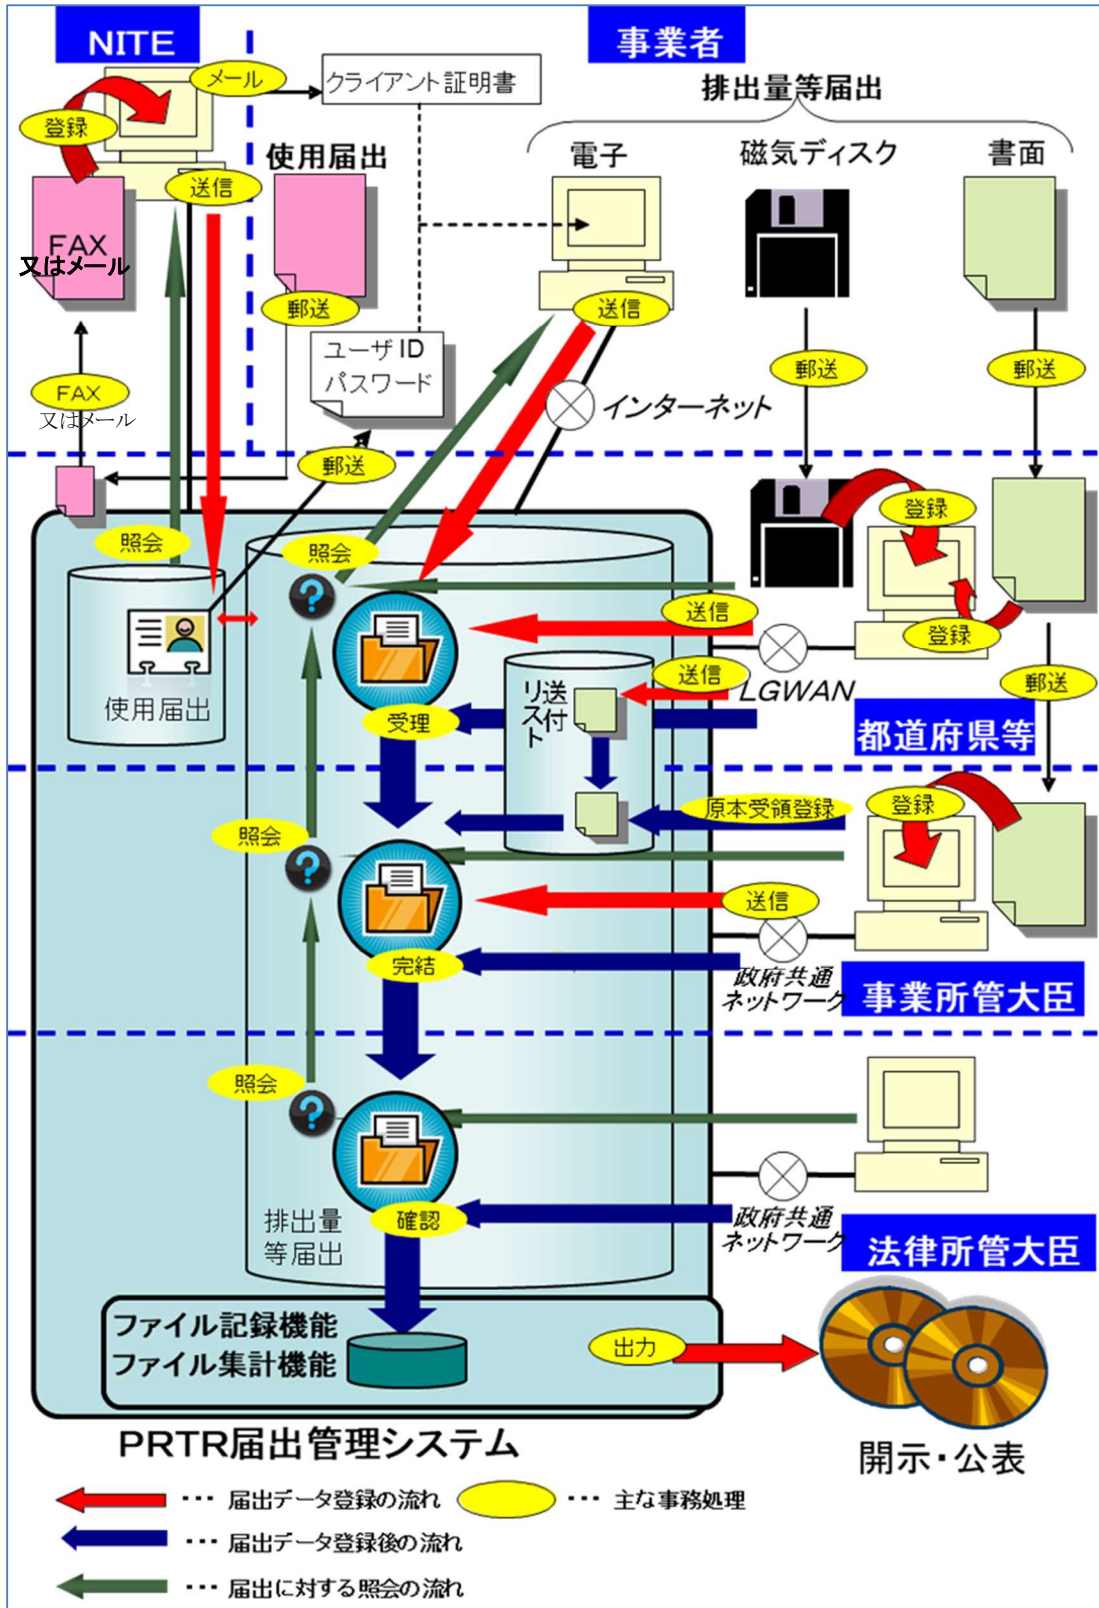 NITE
事業者
メール
クライアント証明書
排出量等届出
登録
使用届出
電子
磁気ディスク
書面
送信
FAX
又はメール
郵送
送信
ユーザID
パスワード
郵送
郵送
FAX
又はメール
インターネット
郵送
照会
照会
登録
送信
登録
使用届出
リスト
送付
送信
LGWAN
郵送
受理
都道府県等
照会
原本受領登録
登録
送信
完結
政府共通
ネットワーク
事業所管大臣
照会
排出量
等届出
確認
政府共通
ネットワーク
法律所管大臣
ファイル記録機能
ファイル集計機能
出力
PRTR届出管理システム
開示・公表
･･･ 届出データ登録の流れ
･･･ 主な事務処理
･･･ 届出データ登録後の流れ
･･･ 届出に対する照会の流れ